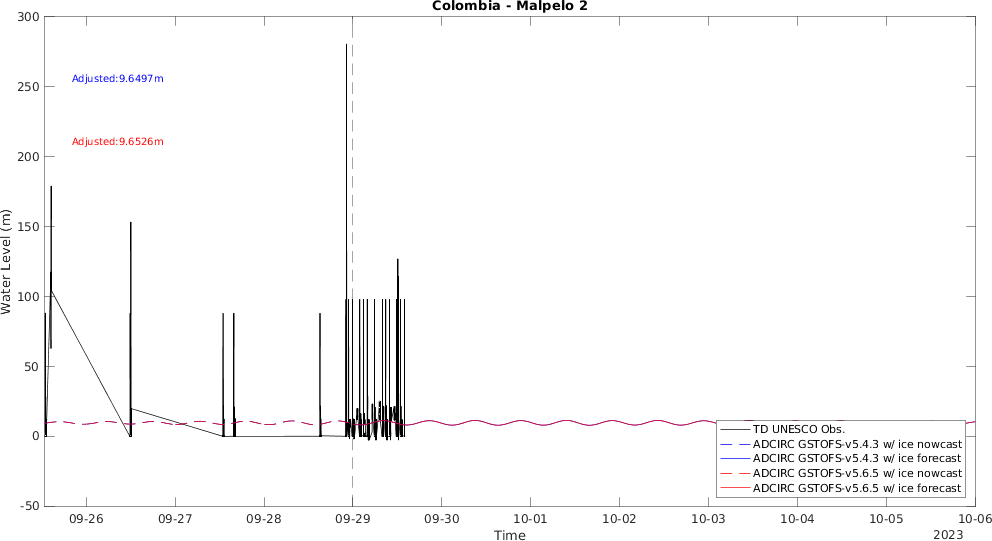 Colombia - Malpelo 2
Water Level (m)
300
250
200
150
100
50
0
-50
Adjusted:9.6497m
Adjusted:9.6526m
TD UNESCO Obs.
ADCIRC GSTOFS-v5.4.3 w/ ice nowcast
ADCIRC GSTOFS-v5.4.3 w/ ice forecast
ADCIRC GSTOFS-v5.6.5 w/ ice nowcast
ADCIRC GSTOFS-v5.6.5 w/ ice forecast
09-26 09-27 09-28 09-29 09-30 10-01 10-02 10-03 10-04 10-05 10-06
Time
2023